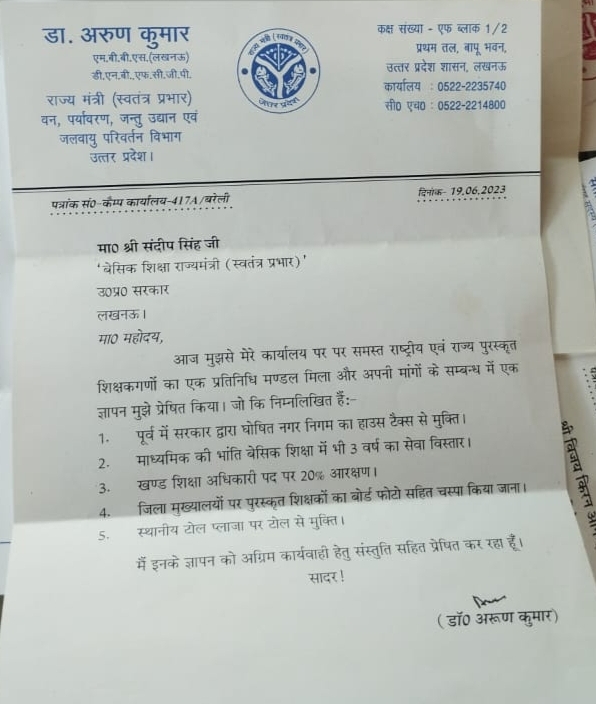 डा. अरुण कुमार
एम.बी.बी.एस.(लखनऊ)
डी.एन.बी.,एफ.सी.जी.पी.
राज्य मंत्री (स्वतंत्र प्रभार)
वन, पर्यावरण, जन्तु उद्यान एवं
जलवायु परिवर्तन विभाग
उत्तर प्रदेश।
राज्य मंत्री (स्वतंत्र प्रभार)
उत्तर प्रदेश
कक्ष संख्या - एफ ब्लाक 1/2
प्रथम तल, बापू भवन,
उत्तर प्रदेश शासन, लखनऊ
कार्यालय : 0522-2235740
सी0 एच0 : 0522-2214800
पत्रांक सं0-कैम्प कार्यालय-417A/बरेली
दिनांक- 19.06.2023
मा0 श्री संदीप सिंह जी
'बेसिक शिक्षा राज्यमंत्री (स्वतंत्र प्रभार)'
उ0प्र0 सरकार
लखनऊ।
मा0 महोदय,
आज मुझसे मेरे कार्यालय पर पर समस्त राष्ट्रीय एवं राज्य पुरस्कृत
शिक्षकगणों का एक प्रतिनिधि मण्डल मिला और अपनी मांगों के सम्बन्ध में एक
ज्ञापन मुझे प्रेषित किया। जो कि निम्नलिखित हैं:-
1. पूर्व में सरकार द्वारा घोषित नगर निगम का हाउस टैक्स से मुक्ति।
2. माध्यमिक की भांति बेसिक शिक्षा में भी 3 वर्ष का सेवा विस्तार।
3. खण्ड शिक्षा अधिकारी पद पर 20% आरक्षण।
4. जिला मुख्यालयों पर पुरस्कृत शिक्षकों का बोर्ड फोटो सहित चस्पा किया जाना।
5. स्थानीय टोल प्लाजा पर टोल से मुक्ति।
मैं इनके ज्ञापन को अग्रिम कार्यवाही हेतु संस्तुति सहित प्रेषित कर रहा हूँ।
सादर!
(डॉ0 अरूण कुमार)
श्री विजय किरन आन